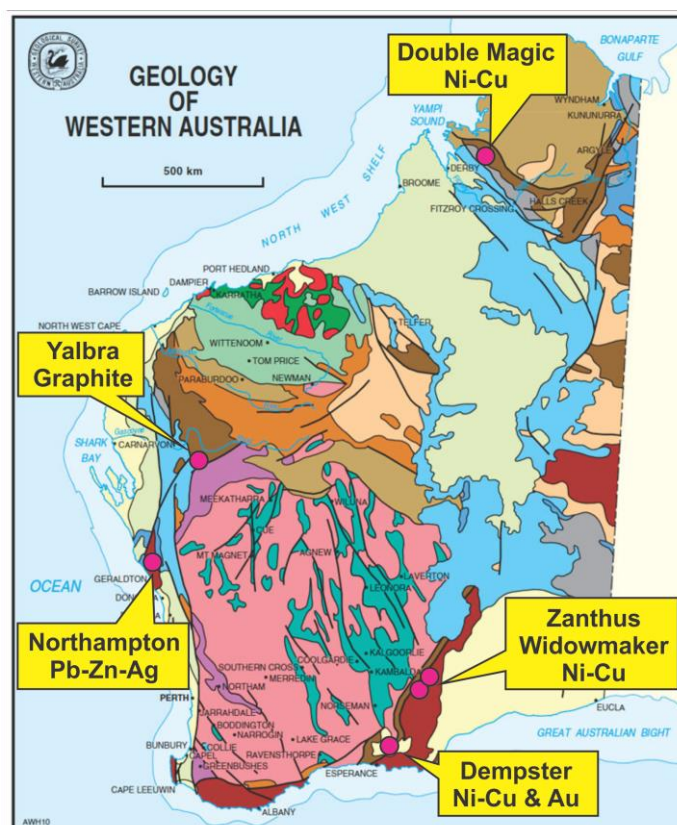 GEOLOGICAL SURVEY
WESTERN AUSTRALIA
GEOLOGY
OF
WESTERN AUSTRALIA
500 km
Double Magic
Ni-Cu
BONAPARTE
GULF
WYNDHAM
KUNUNURRA
YAMPI
SOUND
ARGYLE
DERBY
BROOME
HALLS CREEK
FITZROY CROSSING
NORTH WEST SHELF
PORT HEDLAND
DAMPIER
KARRATHA
BARROW ISLAND
TELFER
NORTH WEST CAPE
WITTENOOM
TOM PRICE
PARABURDOO
NEWMAN
Yalbra
Graphite
SHARK
BAY
CARNARVON
MEEKATHARRA
WILUNA
CUE
MT MAGNET
AGNEW
LAVERTON
LEONORA
OCEAN
GERALDTON
Northampton
Pb-Zn-Ag
Zanthus
Widowmaker
Ni-Cu
KALGOORLIE
COOLGARDIE
SOUTHERN CROSS
KAMBALDA
MERREDIN
NORTHAM
PERTH
NORSEMAN
EUCLA
JARRAHDALE
BODDINGTON
NARROGIN
LAKE GRACE
GREAT AUSTRALIAN BIGHT
BUNBURY
COLLIE
CAPEL
RAVENSTHORPE
GREENBUSHES
ESPERANCE
CAPE LEEUWIN
ALBANY
Dempster
Ni-Cu & Au
AWH10